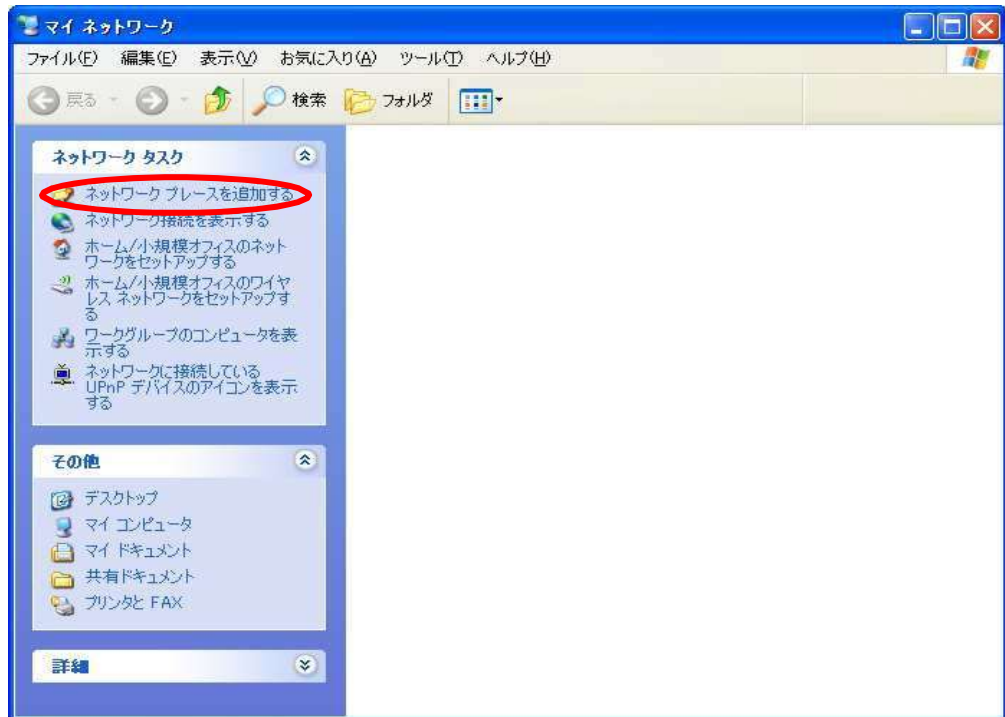 マイ ネットワーク
ファイル(F) 編集(E) 表示(V) お気に入り(A) ツール(T) ヘルプ(H)
戻る 検索 フォルダ
ネットワーク タスク
ネットワーク プレースを追加する
ネットワーク接続を表示する
ホーム/小規模オフィスのネット
ワークをセットアップする
ホーム/小規模オフィスのワイヤ
レス ネットワークをセットアップす
る
ワークグループのコンピュータを表
示する
ネットワークに接続している
UPnP デバイスのアイコンを表示
する
その他
デスクトップ
マイ コンピュータ
マイ ドキュメント
共有ドキュメント
プリンタと FAX
詳細